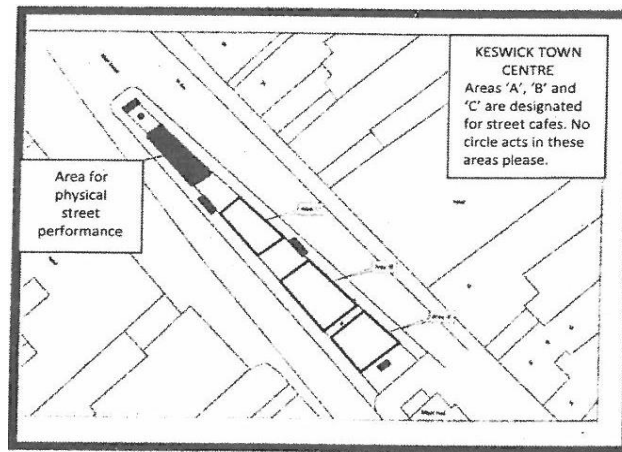 KESWICK TOWN
CENTRE
Areas ‘A’, ‘B’ and
‘C’ are designated
for street cafes. No
circle acts in these
areas please.
Area for
physical
street
performance